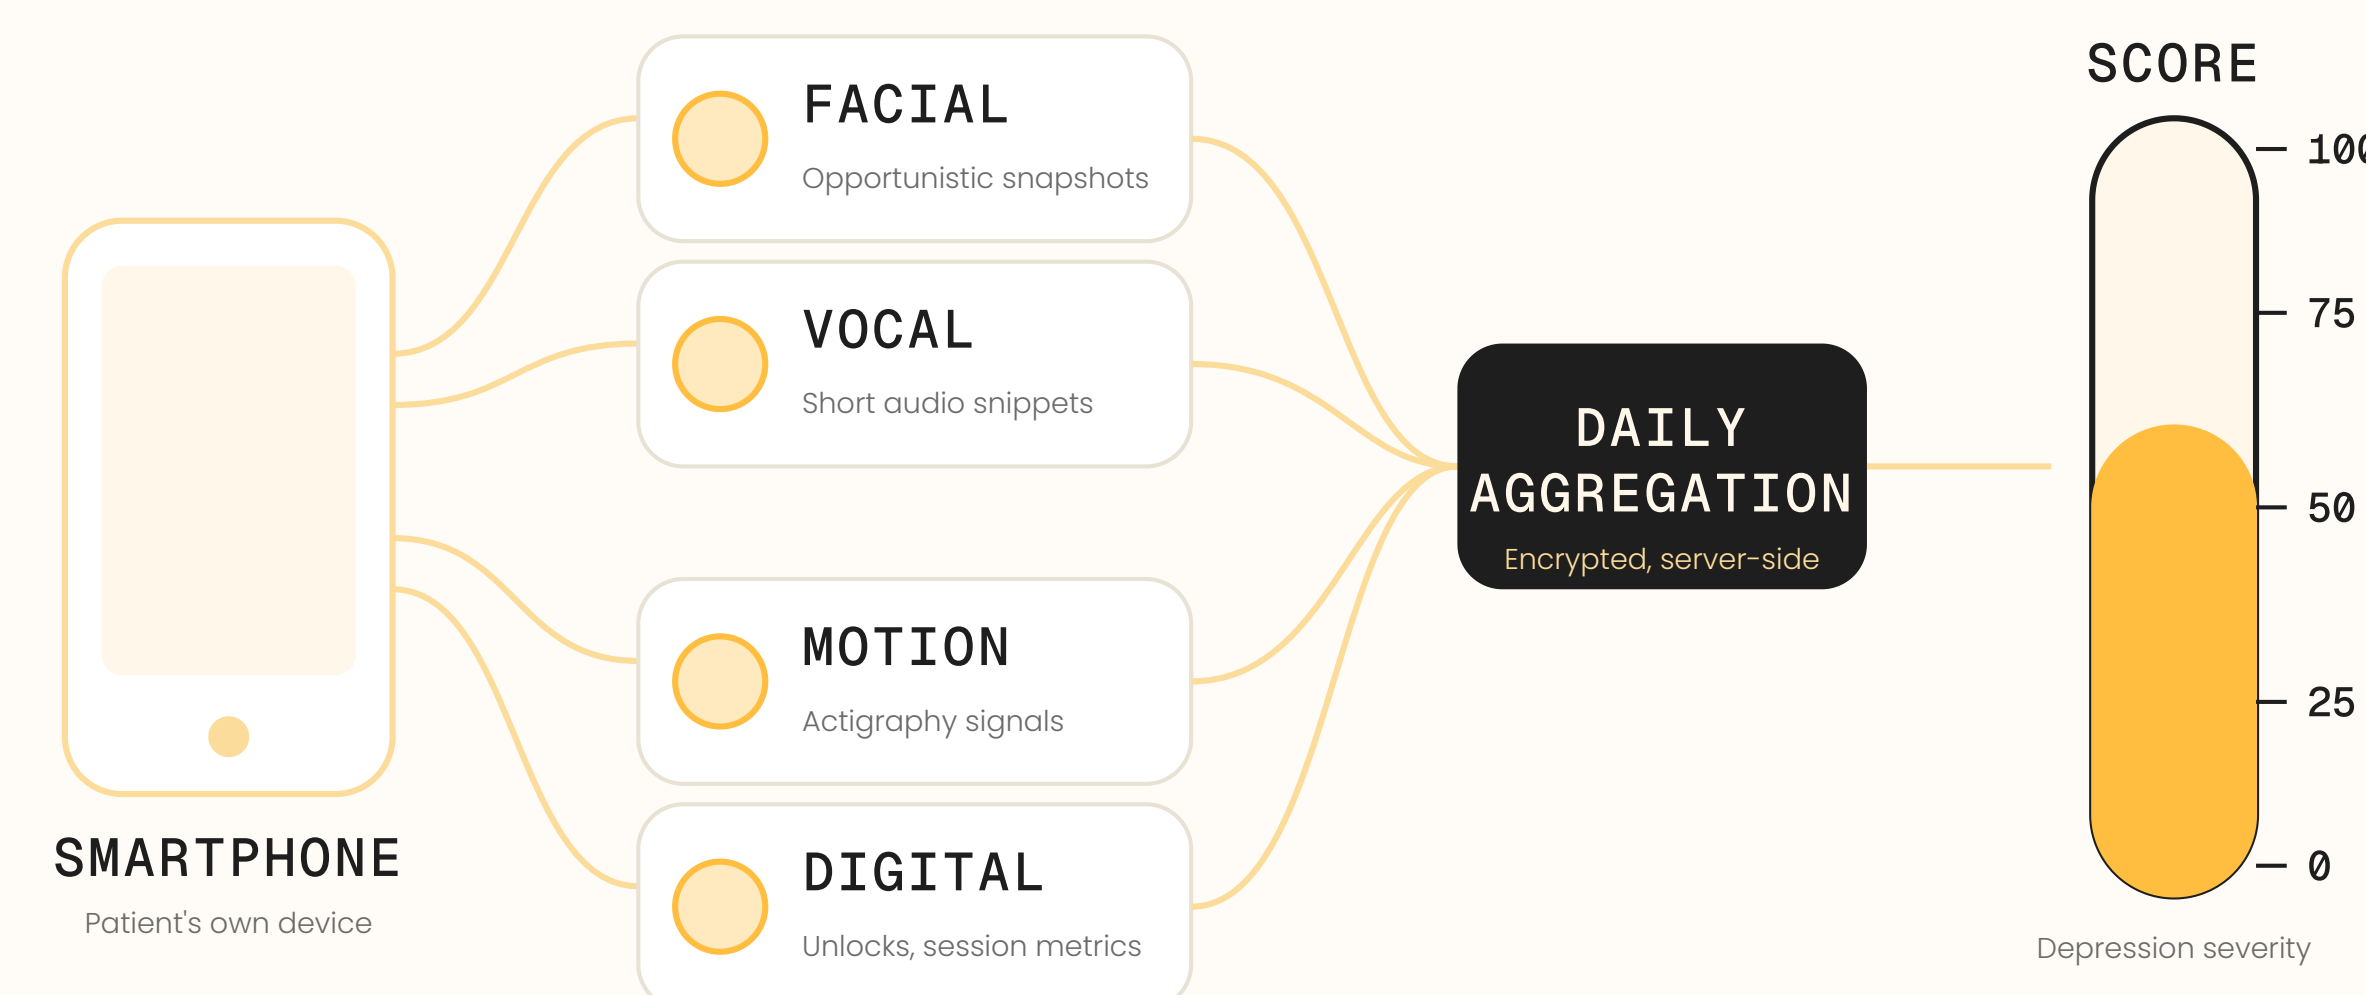 SMARTPHONE
Patient's own device
FACIAL
Opportunistic snapshots
VOCAL
Short audio snippets
MOTION
Actigraphy signals
DIGITAL
Unlocks, session metrics
DAILY
AGGREGATION
Encrypted, server-side
SCORE
100
75
50
25
0
Depression severity